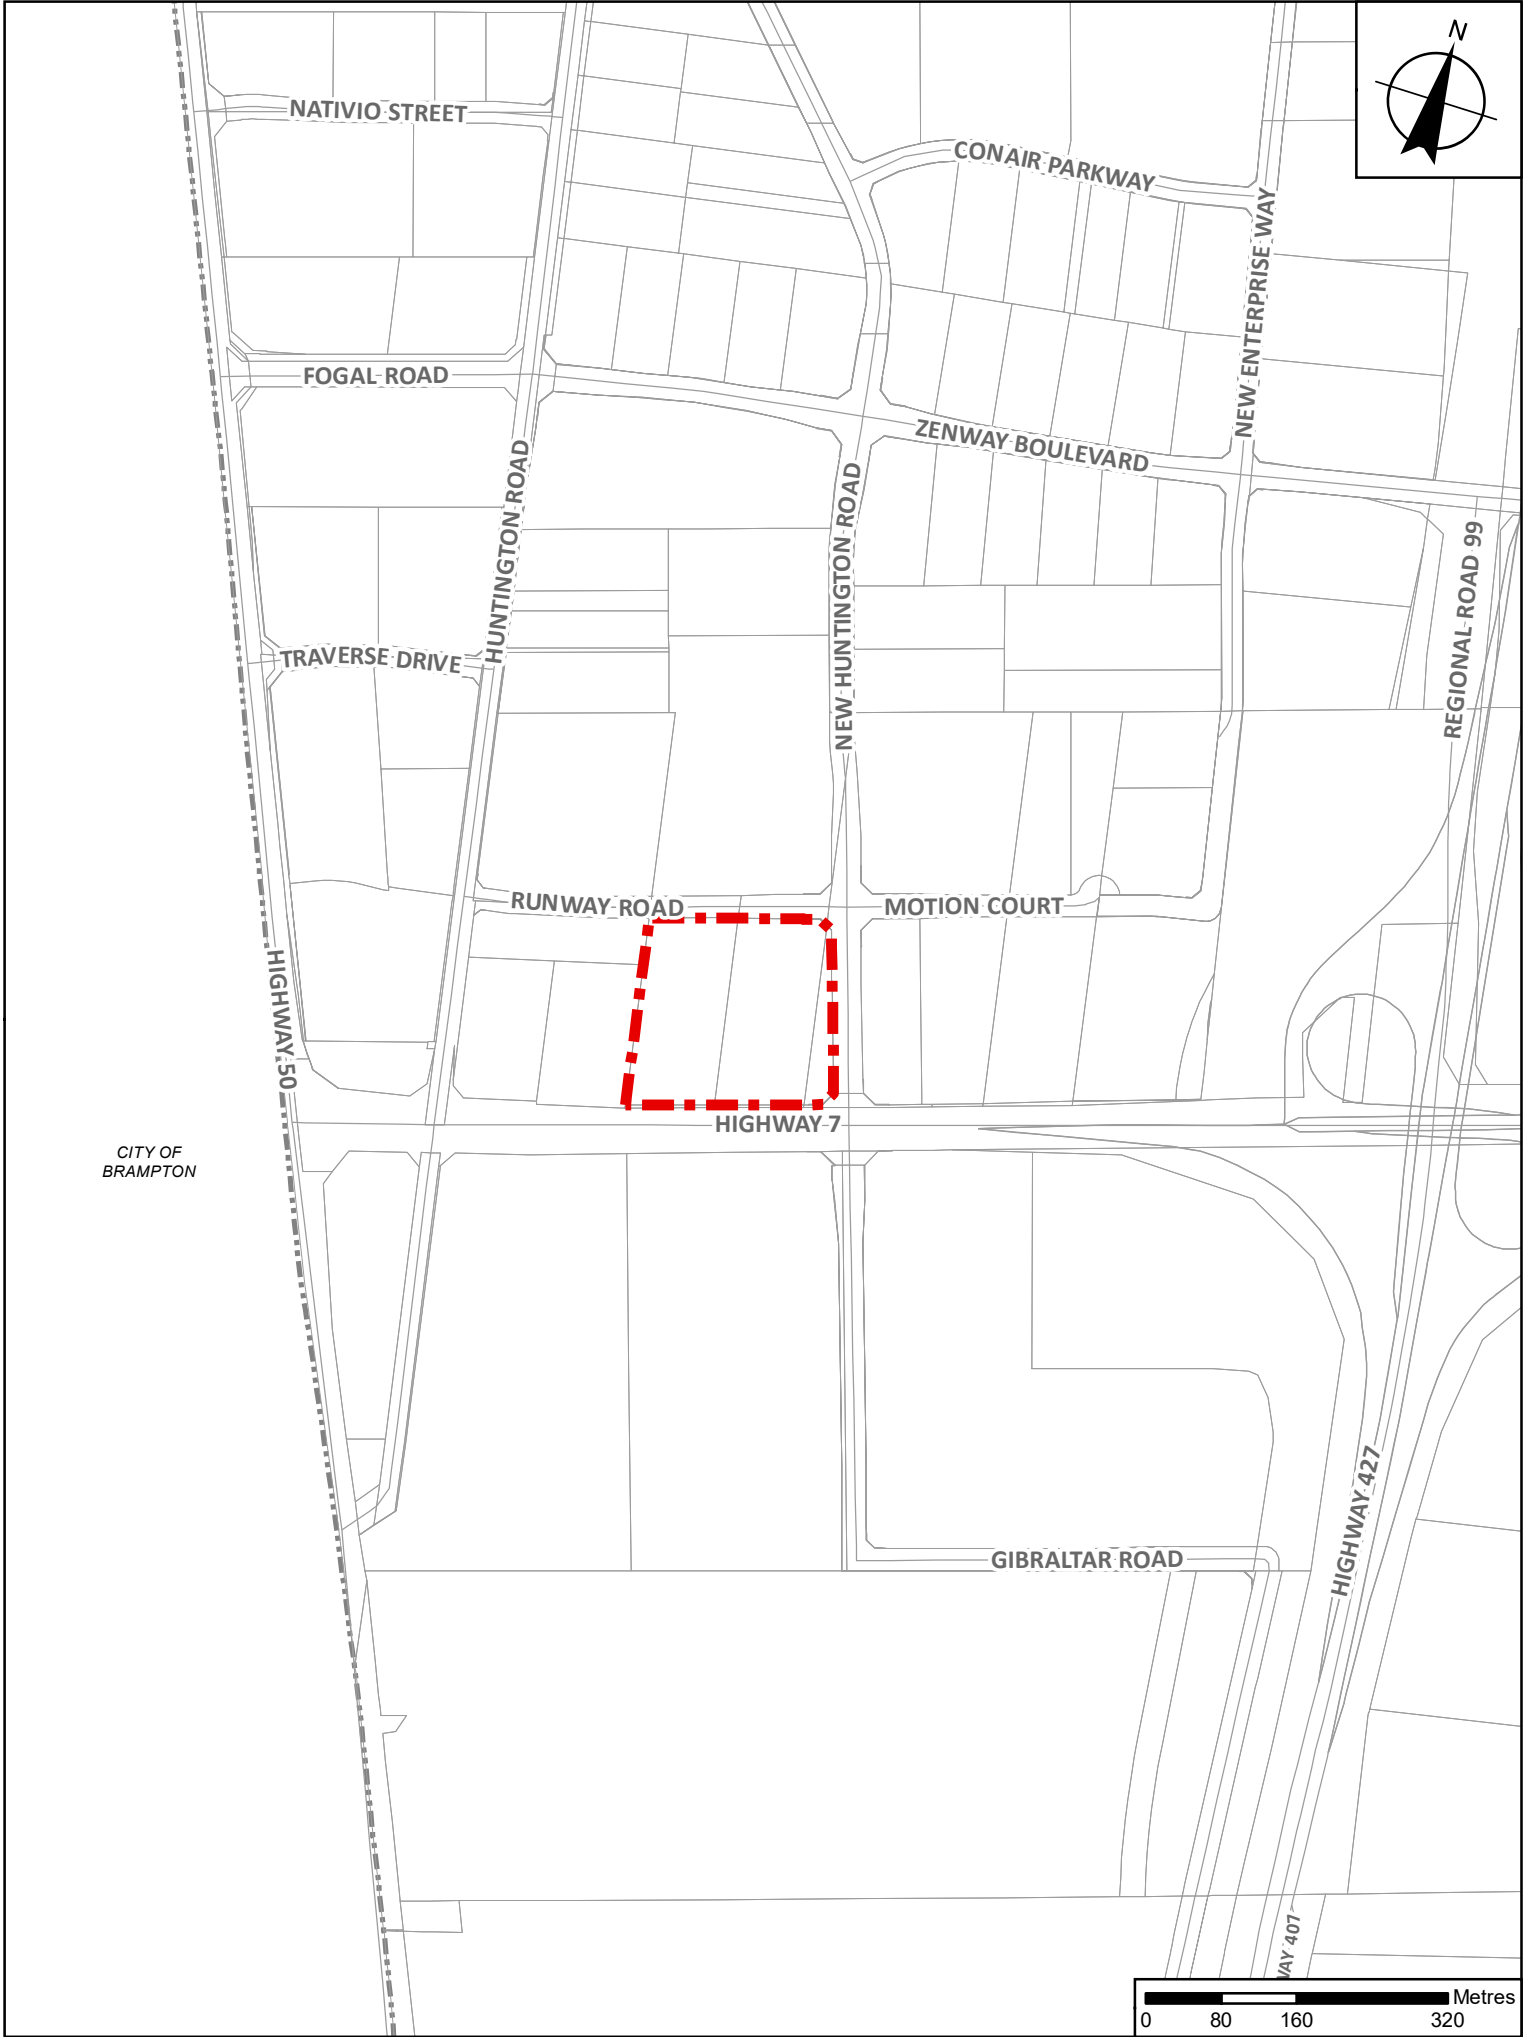 N
NATIVIO STREET
CONAIR PARKWAY
NEW ENTERPRISE WAY
FOGAL ROAD
ZENWAY BOULEVARD
HUNTINGTON ROAD
NEW HUNTINGTON ROAD
REGIONAL ROAD 99
TRAVERSE DRIVE
RUNWAY ROAD
MOTION COURT
HIGHWAY 50
HIGHWAY 7
CITY OF
BRAMPTON
HIGHWAY 427
GIBRALTAR ROAD
WAY 407
Metres
0 80 160 320